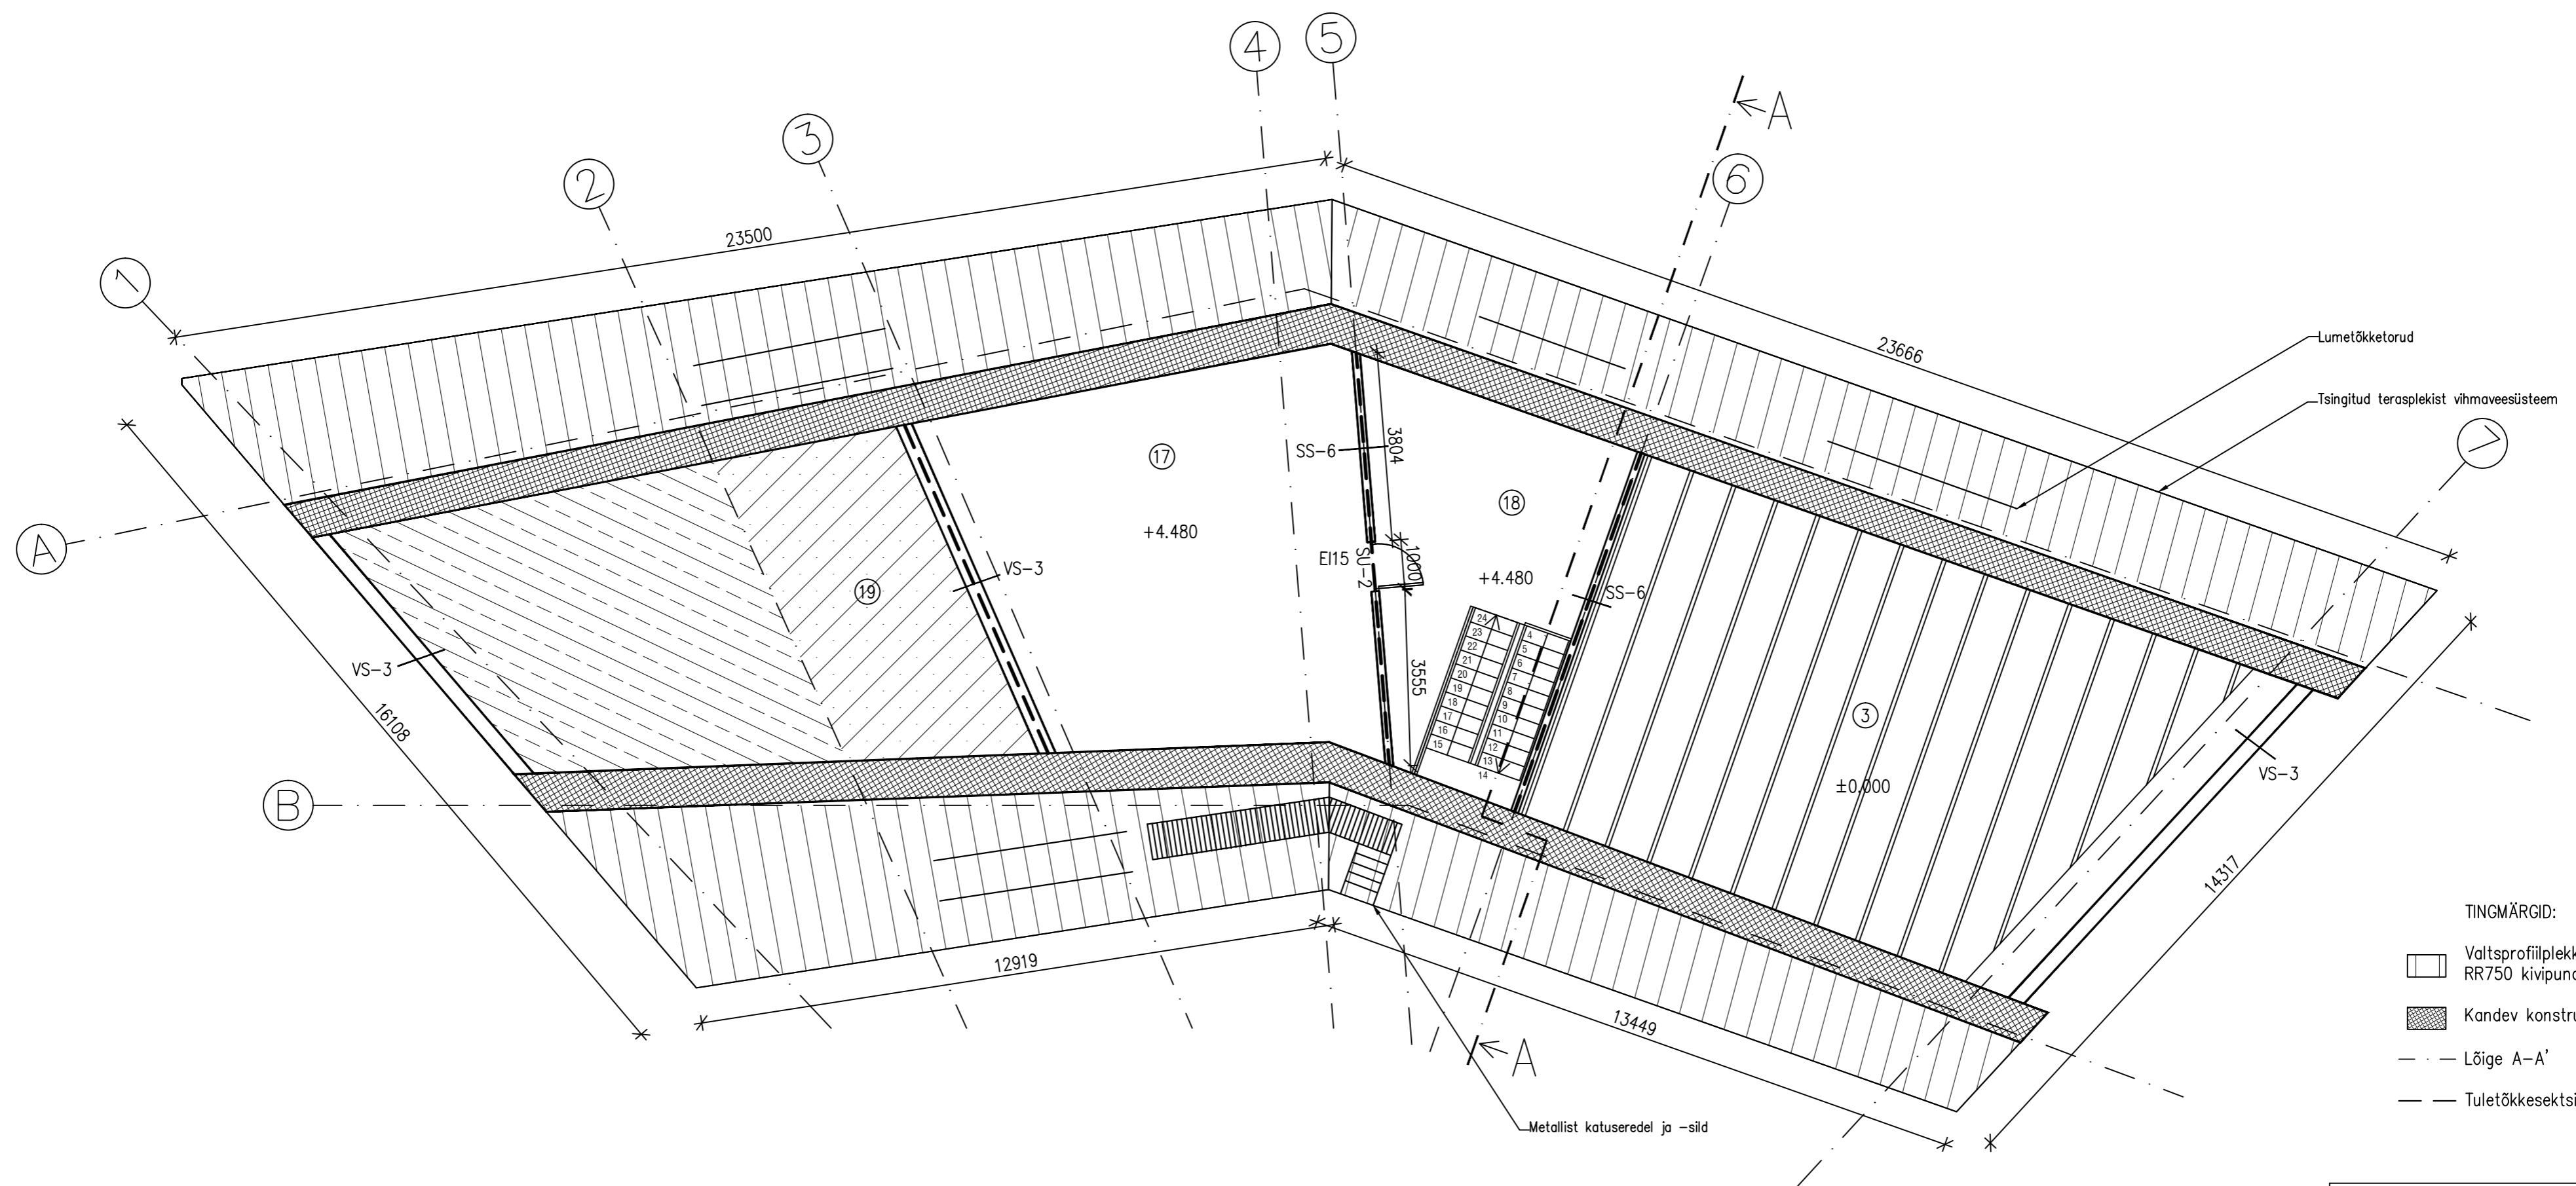 4
5
A
3
6
2
23500
1
23666
Lumetõkketorud
Tsingitud terasplekist vihmaveesüsteem
7
17
SS-6
3804
18
+4.480
A
EI15
SU-2
1000
VS-3
19
+4.480
SS-6
VS-3
3555
24
23
22
21
20
19
18
17
16
15
4
5
6
7
8
9
10
11
12
13
14
3
±0.000
VS-3
16108
B
14317
12919
13449
A
Metallist katuseredel ja -sild
TINGMÄRGID:
Valtsprofiilplekk
RR750
Lõige A-A'